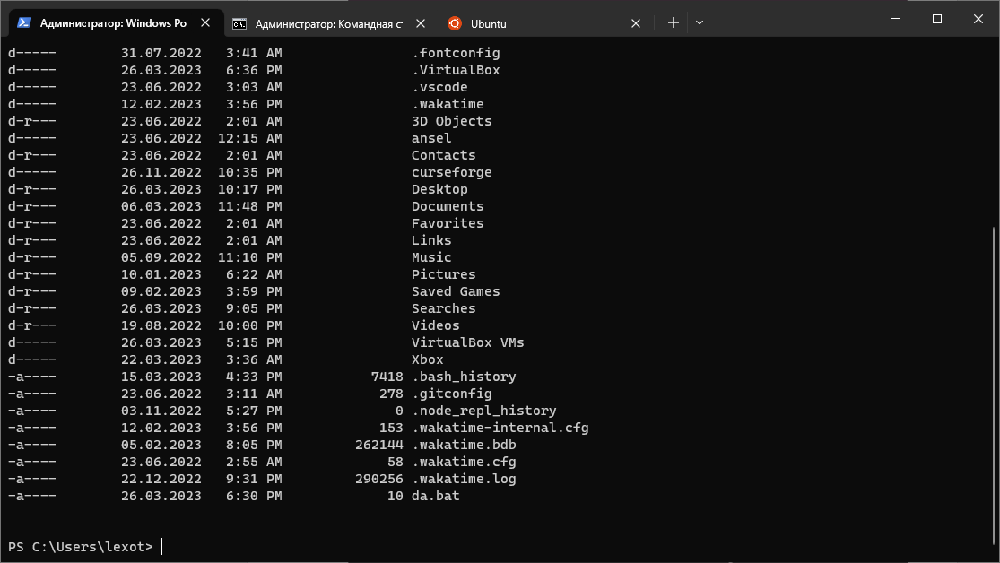 Администратор: Windows Po
Администратор: Командная ст
Ubuntu
d-----        31.07.2022   3:41 AM                .fontconfig
d-----        26.03.2023   6:36 PM                .VirtualBox
d-----        23.06.2022   3:03 AM                .vscode
d-----        12.02.2023   3:56 PM                .wakatime
d-r---        23.06.2022   2:01 AM                3D Objects
d-----        23.06.2022  12:15 AM                ansel
d-r---        23.06.2022   2:01 AM                Contacts
d-----        26.11.2022  10:35 PM                curseforge
d-r---        26.03.2023  10:17 PM                Desktop
d-r---        06.03.2023  11:48 PM                Documents
d-r---        23.06.2022   2:01 AM                Favorites
d-r---        23.06.2022   2:01 AM                Links
d-r---        05.09.2022  11:10 PM                Music
d-r---        10.01.2023   6:22 AM                Pictures
d-r---        09.02.2023   3:59 PM                Saved Games
d-r---        26.03.2023   9:05 PM                Searches
d-r---        19.08.2022  10:00 PM                Videos
d-----        26.03.2023   5:15 PM                VirtualBox VMs
d-----        22.03.2023   3:36 AM                Xbox
-a----        15.03.2023   4:33 PM           7418 .bash_history
-a----        23.06.2022   3:11 AM            278 .gitconfig
-a----        03.11.2022   5:27 PM              0 .node_repl_history
-a----        12.02.2023   3:56 PM            153 .wakatime-internal.cfg
-a----        05.02.2023   8:05 PM         262144 .wakatime.bdb
-a----        23.06.2022   2:55 AM             58 .wakatime.cfg
-a----        22.12.2022   9:31 PM         290256 .wakatime.log
-a----        26.03.2023   6:30 PM             10 da.bat
PS C:\Users\lexot>